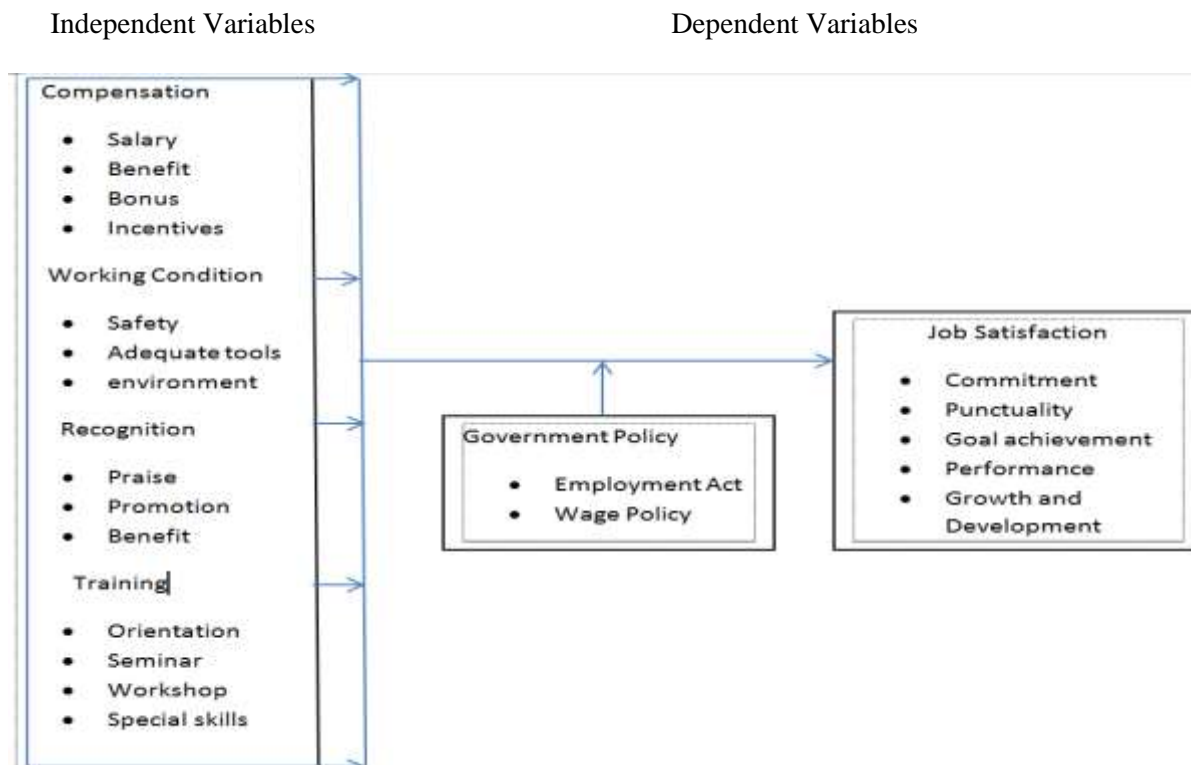 Independent Variables
Dependent Variables
Compensation
• Salary
• Benefit
• Bonus
• Incentives
Working Condition
• Safety
• Adequate tools
• environment
Recognition
• Praise
• Promotion
• Benefit
Training
• Orientation
• Seminar
• Workshop
• Special skills
Government Policy
• Employment Act
• Wage Policy
Job Satisfaction
• Commitment
• Punctuality
• Goal achievement
• Performance
• Growth and
Development